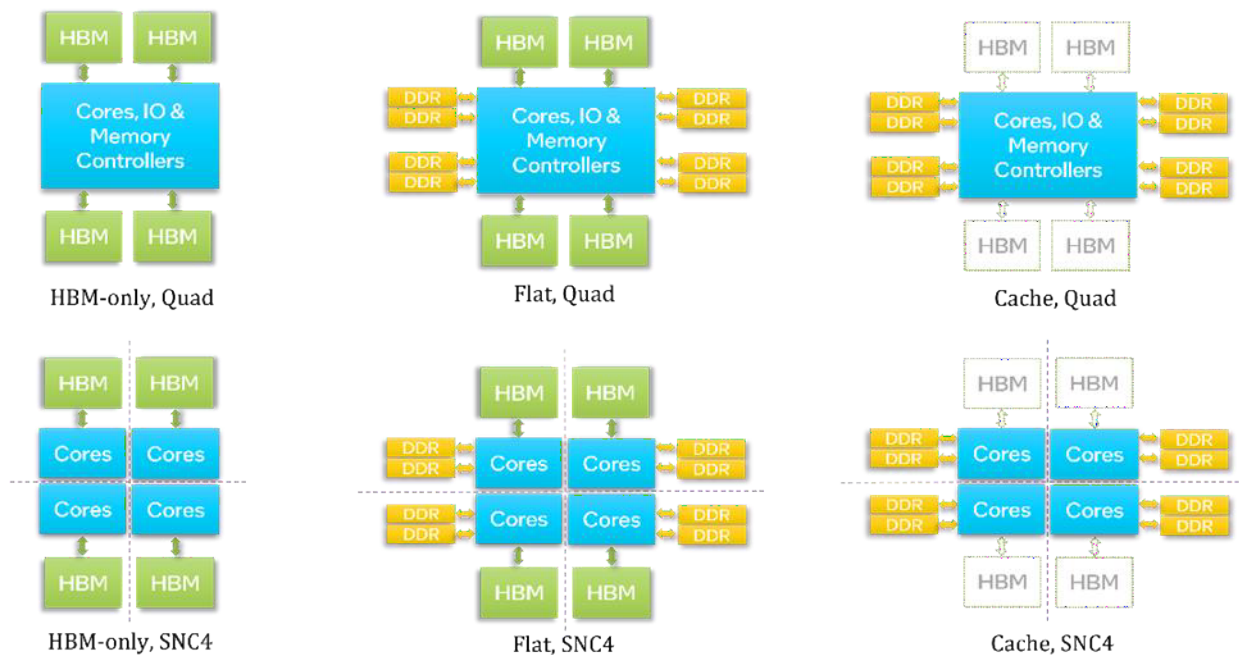 HBM HBM
Cores, IO &
Memory
Controllers
HBM HBM
HBM-only, Quad
HBM HBM
DDR DDR
DDR DDR
Cores, IO &
Memory
Controllers
DDR DDR
DDR DDR
HBM HBM
Flat, Quad
HBM HBM
DDR DDR
DDR DDR
Cores, IO &
Memory
Controllers
DDR DDR
DDR DDR
HBM HBM
Cache, Quad
HBM HBM
Cores Cores
Cores Cores
HBM HBM
HBM-only, SNC4
HBM HBM
DDR DDR
DDR Cores Cores DDR
DDR Cores Cores DDR
DDR DDR
HBM HBM
Flat, SNC4
HBM HBM
DDR DDR
DDR Cores Cores DDR
DDR Cores Cores DDR
DDR DDR
HBM HBM
Cache, SNC4